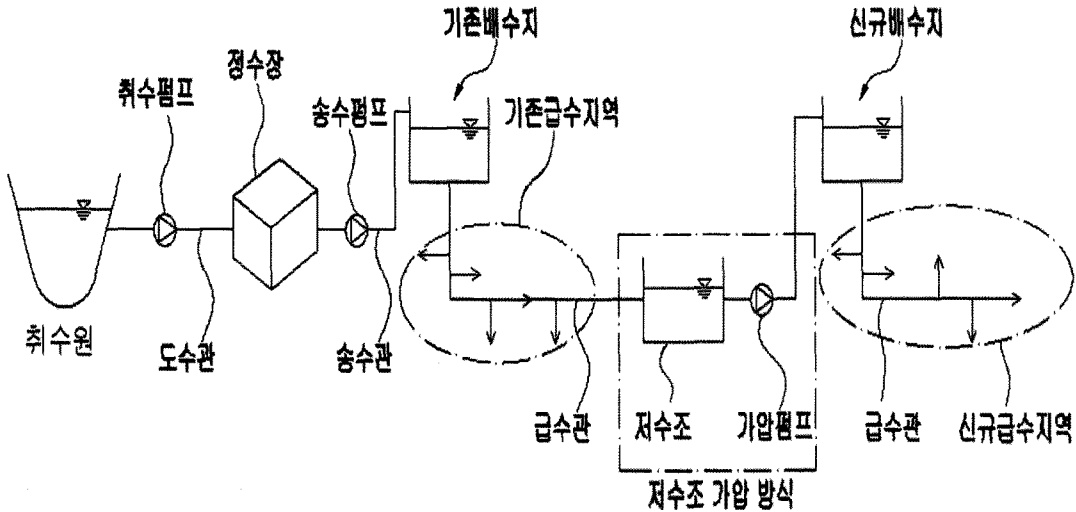 기존배수지
신규배수지
정수장
취수펌프
송수펌프
기존급수지역
취수원
도수관
송수관
급수관
저수조
가압펌프
급수관
신규급수지역
저수조 가압 방식